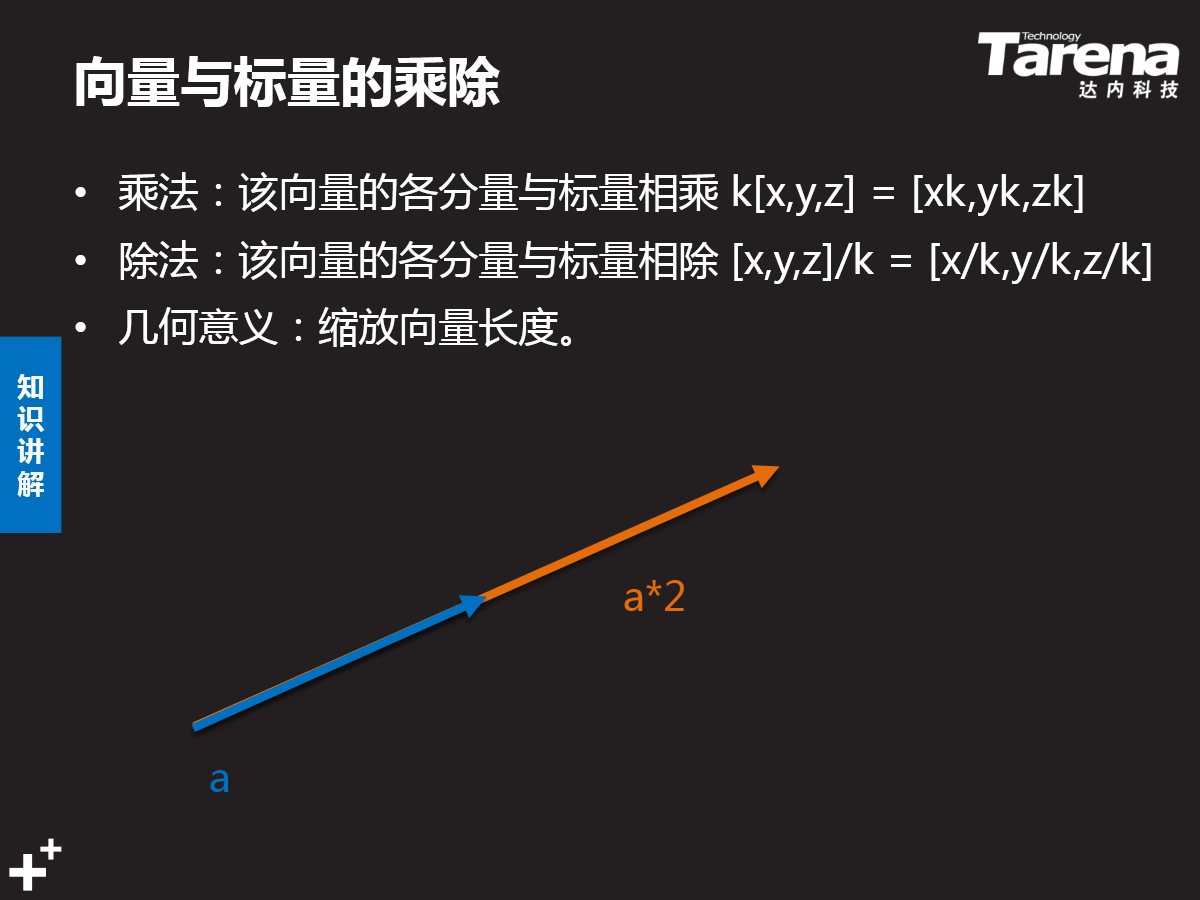 向量与标量的乘除
Technology
Tarena
达内科技
• 乘法：该向量的各分量与标量相乘 k[x,y,z] = [xk,yk,zk]
• 除法：该向量的各分量与标量相除 [x,y,z]/k = [x/k,y/k,z/k]
• 几何意义：缩放向量长度。
知识讲解
a*2
a